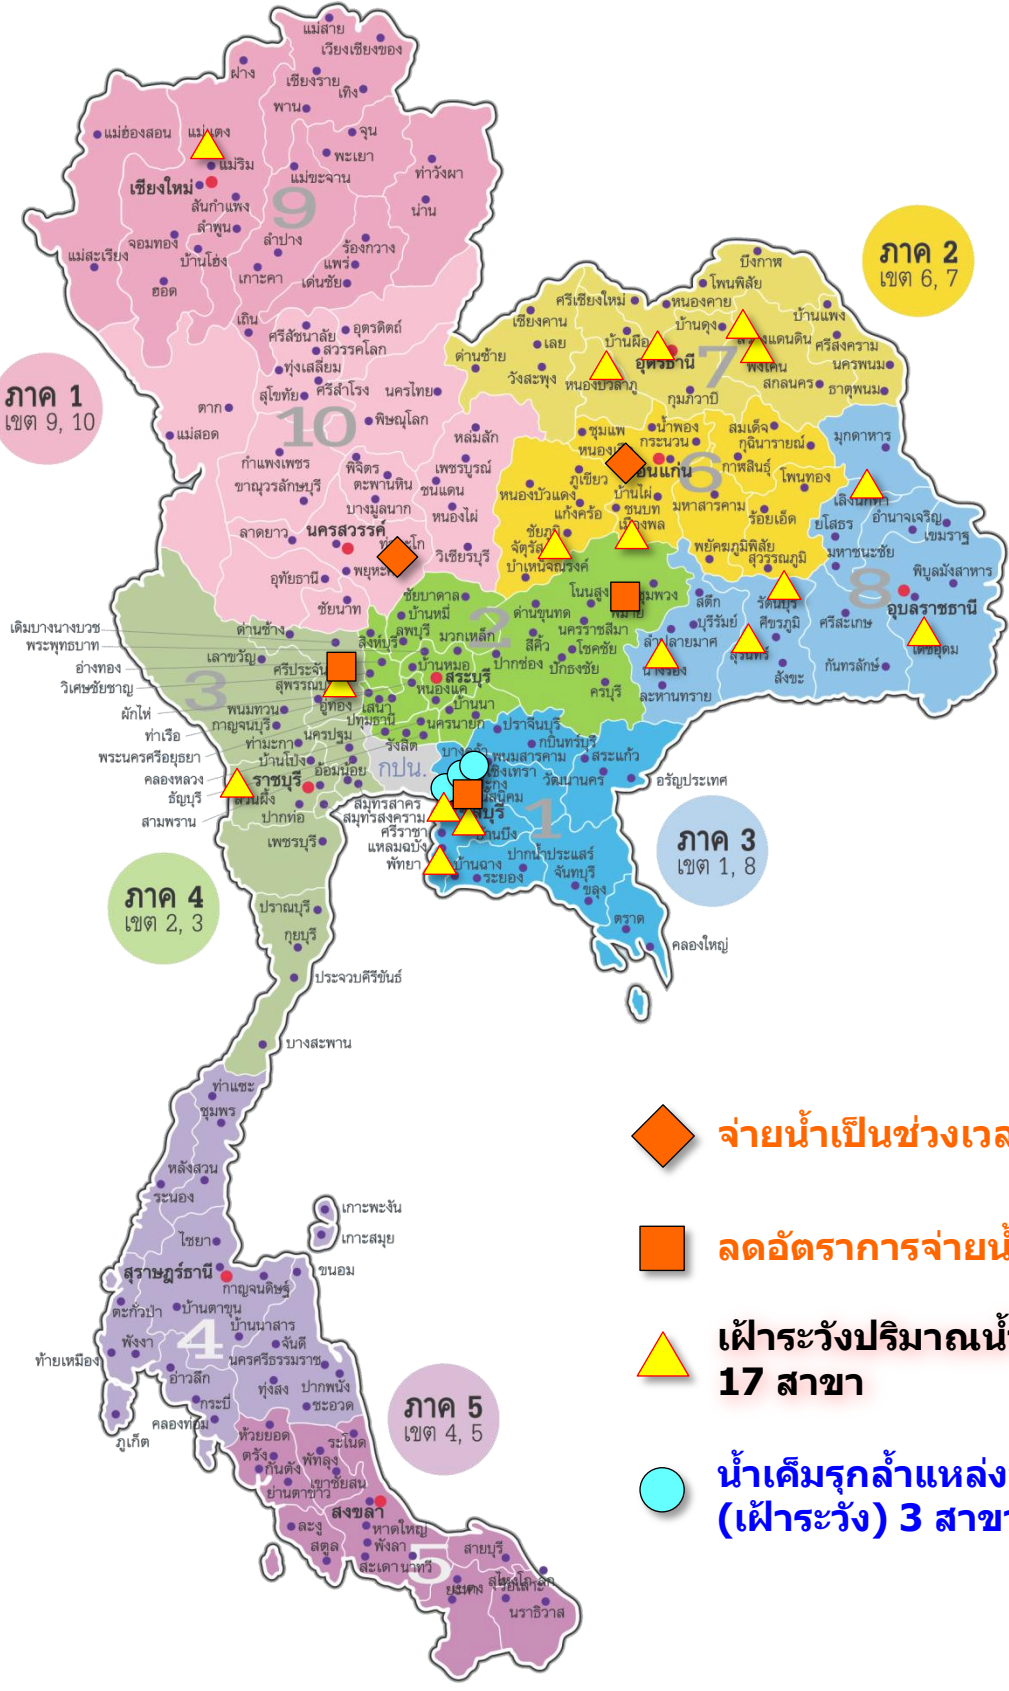 แม่สาย
เวียงเชียงของ
ฝาง
เชียงราย
เทิง
พาน
แม่ฮ่องสอน
จุน
พะเยา
แม่ริม
แม่ขะจาน
ท่าวังผา
เชียงใหม่
สันกำแพง
9
น่าน
ลำพูน
จอมทอง
ลำปาง
ร้องกวาง
แม่สะเรียง
บ้านโฮ่ง
แพร่
เกาะคา
เด่นชัย
ฮอด
ภาค 2
เขต 6, 7
บึงกาฬ
โพนพิสัย
ศรีเชียงใหม่
หนองคาย
บ้านแพง
เชียงคาน
บ้านดุง
เถิน
ศรีสัชนาลัย
อุตรดิตถ์
เลย
บ้านผือ
ศรีสงคราม
สวรรคโลก
ด่านซ้าย
อุดรธานี
7
นครพนม
ทุ่งเสลี่ยม
วังสะพุง
สกลนคร
ธาตุพนม
ภาค 1
เขต 9, 10
สุโขทัย
ศรีสำโรง
นครไทย
กุมภวาปี
ตาก
10
พิษณุโลก
แม่สอด
หล่มสัก
ชุมแพ
น้ำพอง
กระนวน
สมเด็จ
กุฉินารายณ์
มุกดาหาร
กำแพงเพชร
พิจิตร
เพชรบูรณ์
ภูเขียว
6
กาฬสินธุ์
ขาณุวรลักษบุรี
ตะพานหิน
ชนแดน
หนองบัวแดง
บ้านไผ่
โพนทอง
บางมูลนาก
หนองไผ่
แก้งคร้อ
ชนบท
มหาสารคาม
ร้อยเอ็ด
ยโสธร
อำนาจเจริญ
ลาดยาว
นครสวรรค์
เมืองพล
เขมราฐ
วิเชียรบุรี
บำเหน็จณรงค์
พยัคฆภูมิพิสัย
สุวรรณภูมิ
มหาชนะชัย
อุทัยธานี
8
พิบูลมังสาหาร
ชัยนาท
ชัยบาดาล
โนนสูง
สตึก
อุบลราชธานี
เดิมบางนางบวช
ด่านช้าง
บ้านหมี่
ด่านขุนทด
บุรีรัมย์
ศีขรภูมิ
ศรีสะเกษ
พระพุทธบาท
สิงห์บุรี
ลพบุรี
มวกเหล็ก
2
สีคิ้ว
นครราชสีมา
ลำปลายมาศ
อ่างทอง
เลาขวัญ
บ้านหมอ
ปากช่อง
โชคชัย
วิเศษชัยชาญ
3
สระบุรี
ปักธงชัย
สังขะ
กันทรลักษ์
ผักไห่
พนมทวน
อู่ทอง
เสนา
หนองแค
ครบุรี
ละหานทราย
ท่าเรือ
กาญจนบุรี
ปทุมธานี
บ้านนา
พระนครศรีอยุธยา
ท่ามะกา
นครปฐม
รังสิต
นครนายก
ปราจีนบุรี
กบินทร์บุรี
คลองหลวง
บ้านโป่ง
กปน.
พนมสารคาม
สระแก้ว
ธัญบุรี
ราชบุรี
อ้อมน้อย
วัฒนานคร
อรัญประเทศ
สามพราน
ปากท่อ
สมุทรสาคร
สมุทรสงคราม
1
เพชรบุรี
ศรีราชา
บ้านบึง
ภาค 3
เขต 1, 8
แหลมฉบัง
พัทยา
บ้านฉาง
ปากน้ำประแสร์
ระยอง
จันทบุรี
ขลุง
ภาค 4
เขต 2, 3
ปราณบุรี
ตราด
กุยบุรี
คลองใหญ่
ประจวบคีรีขันธ์
บางสะพาน
ท่าแซะ
ชุมพร
จ่ายน้ำเป็นช่วงเวล
หลังสวน
ระนอง
เกาะพะงัน
เกาะสมุย
ไชยา
ลดอัตราการจ่ายน้
สุราษฎร์ธานี
ขนอม
กาญจนดิษฐ์
ตะกั่วป่า
บ้านตาขุน
บ้านนาสาร
พังงา
4
จันดี
เฝ้าระวังปริมาณน้ำ
17 สาขา
ท้ายเหมือง
นครศรีธรรมราช
อ่าวลึก
ทุ่งสง
ปากพนัง
กระบี่
ชะอวด
ภูเก็ต
คลองท่อม
ภาค 5
เขต 4, 5
ห้วยยอด
ระโนด
ตรัง
พัทลุง
กันตัง
เขาชัยสน
ย่านตาขาว
น้ำเค็มรุกล้ำแหล่ง
(เฝ้าระวัง) 3 สาขา
สงขลา
ละงู
หาดใหญ่
สตูล
พังลา
สะเดา
นาทวี
5
สายบุรี
นราธิวาส